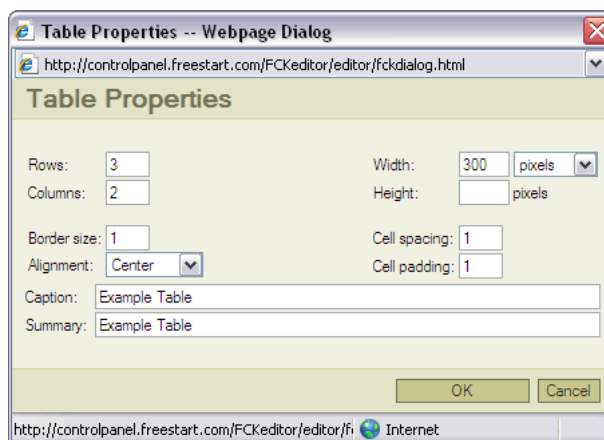 Table Properties -- Webpage Dialog
http://controlpanel.freestart.com/FCKeditor/editor/fckdialog.html
Table Properties
Rows: 3 Width: 300 pixels
Columns: 2 Height: pixels
Border size: 1 Cell spacing: 1
Alignment: Center Cell padding: 1
Caption: Example Table
Summary: Example Table
OK Cancel
http://controlpanel.freestart.com/FCKeditor/editor/f Internet